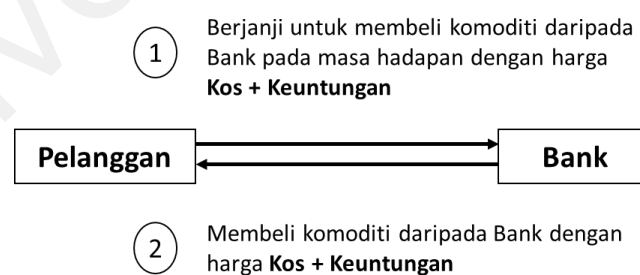 1
Berjanji untuk membeli komoditi daripada
Bank pada masa hadapan dengan harga
Kos + Keuntungan
Pelanggan
Bank
2
Membeli komoditi daripada Bank dengan
harga Kos + Keuntungan